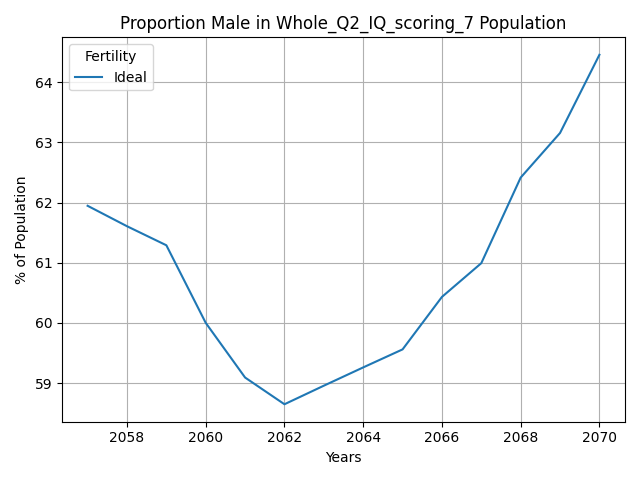 Proportion Male in Whole_Q2_IQ_scoring_7 Population
Fertility
Ideal
% of Population
64
63
62
61
60
59
2058 2060 2062 2064 2066 2068 2070
Years